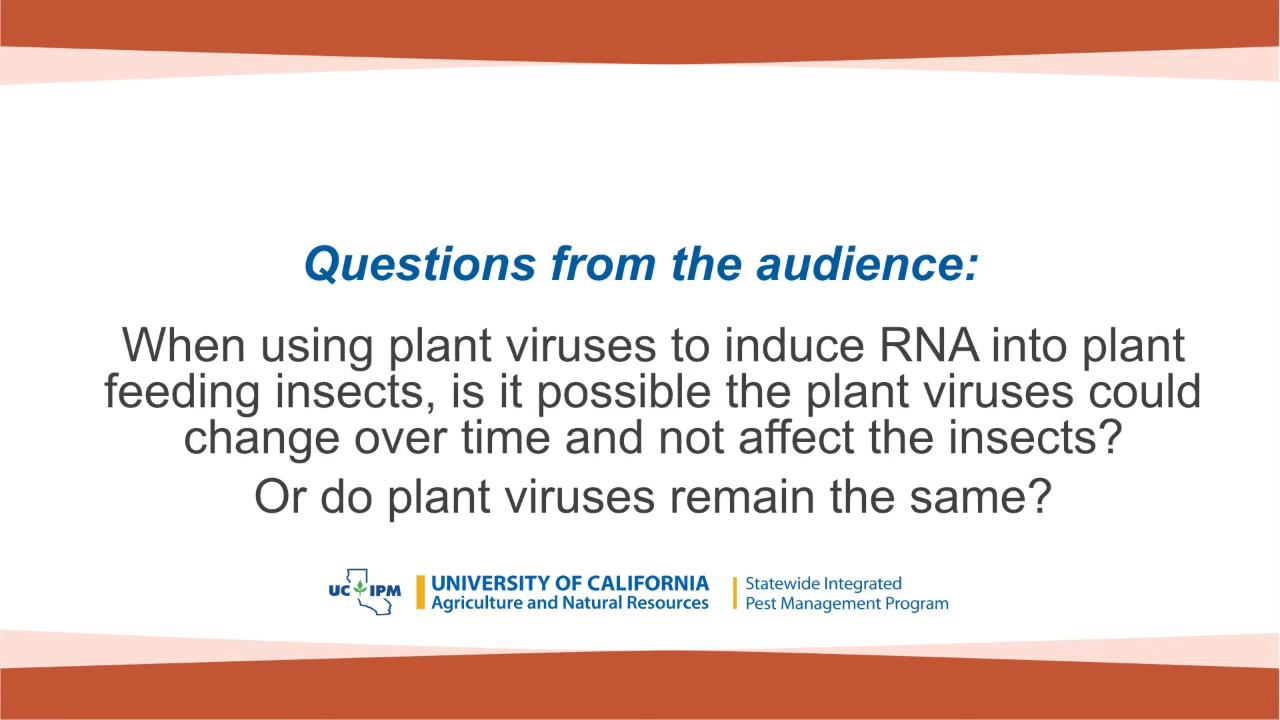 Questions from the audience:
When using plant viruses to induce RNA into plant
feeding insects, is it possible the plant viruses could
change over time and not affect the insects?
Or do plant viruses remain the same?
UC IPM
UNIVERSITY OF CALIFORNIA
Agriculture and Natural Resources
Statewide Integrated
Pest Management Program